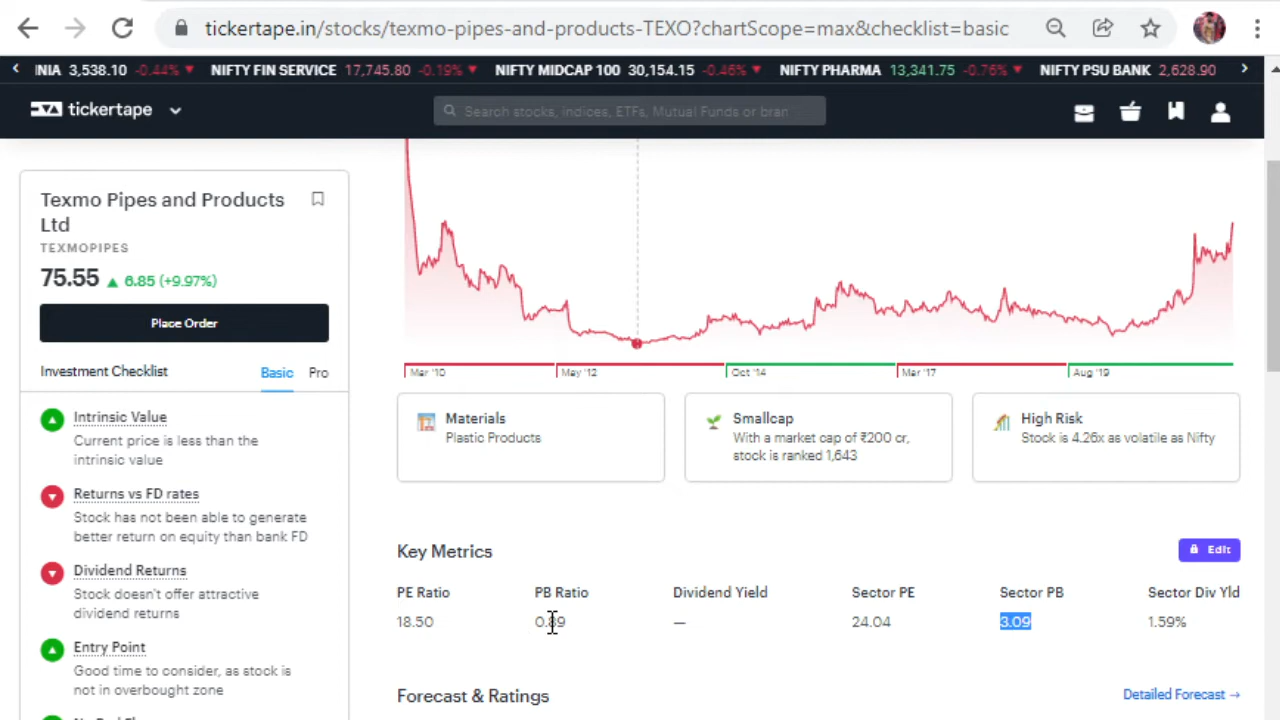 tickertape.in/stocks/texmo-pipes-and-products-TEXO?chartScope=max&checklist=basic
INIA 3,538.10 -0.44% NIFTY FIN SERVICE 17,745.80 -0.19% NIFTY MIDCAP 100 30,154.15 -0.46% NIFTY PHARMA 13,341.75 -0.76% NIFTY PSU BANK 2,628.90
tickertape
Search stocks, indices, ETFs, Mutual Funds or bran
Texmo Pipes and Products
Ltd
TEXMOPIPES
75.55 6.85 (+9.97%)
Place Order
Investment Checklist Basic Pro
Intrinsic Value
Current price is less than the
intrinsic value
Returns vs FD rates
Stock has not been able to generate
better return on equity than bank FD
Dividend Returns
Stock doesn't offer attractive
dividend returns
Entry Point
Good time to consider, as stock is
not in overbought zone
Mar '10 May '12 Oct '14 Mar '17 Aug '19
Materials
Plastic Products
Smallcap
With a market cap of ₹200 cr,
stock is ranked 1,643
High Risk
Stock is 4.26x as volatile as Nifty
Key Metrics
Edit
PE Ratio PB Ratio Dividend Yield Sector PE Sector PB Sector Div Yld
18.50 — 24.04 3.09 1.59%
Forecast & Ratings
Detailed Forecast →